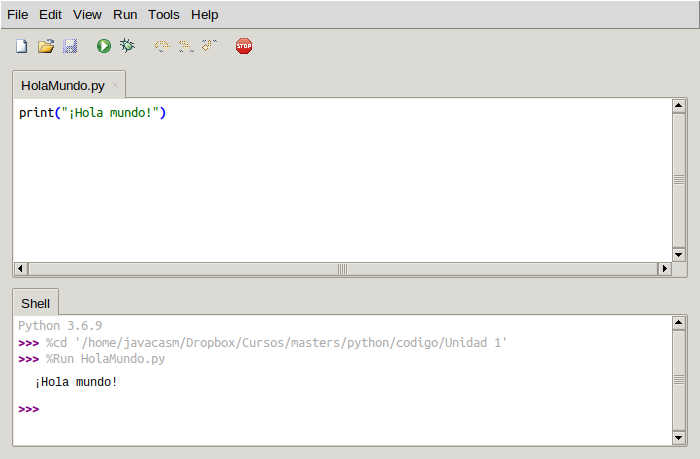 File Edit View Run Tools Help
STOP
HolaMundo.py
print("¡Hola mundo!")
Shell
Python 3.6.9
>>> %cd '/home/javacasm/Dropbox/Cursos/masters/python/codigo/Unidad 1'
>>> %Run HolaMundo.py
¡Hola mundo!
>>>